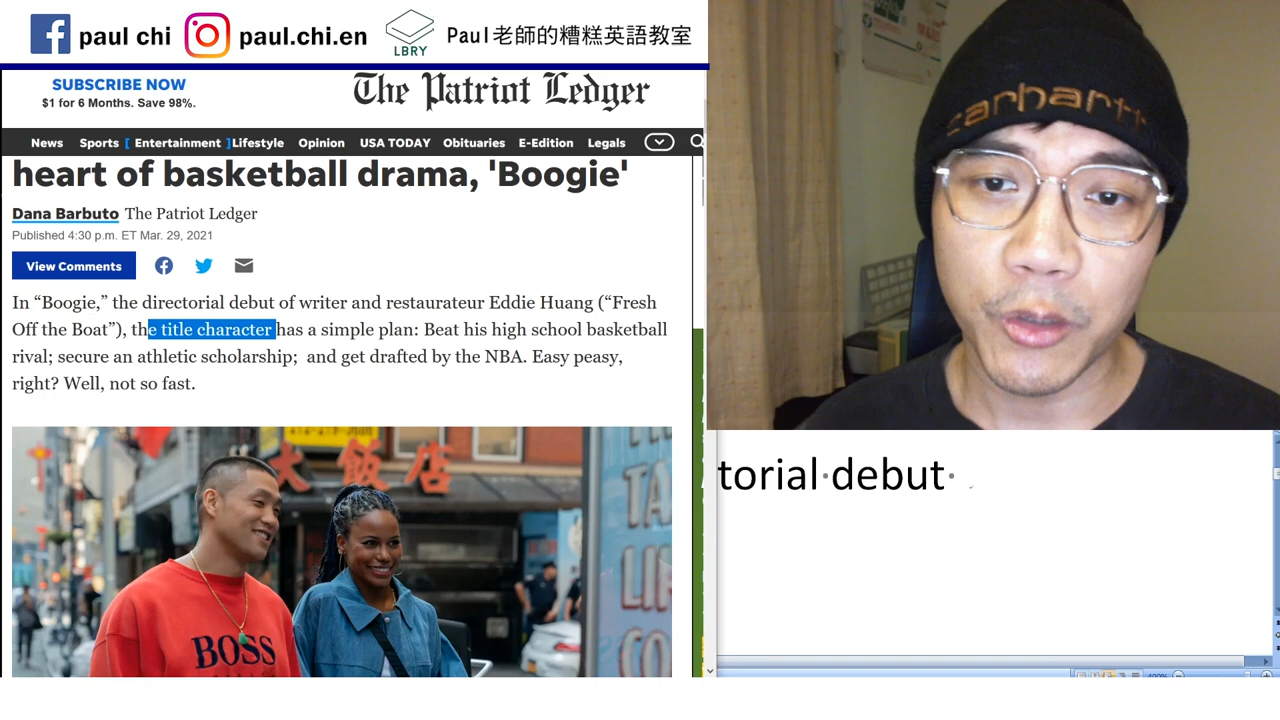 paul chi paul.chi.en LBRY Paul老師的糟糕英語教室
SUBSCRIBE NOW
$1 for 6 Months. Save 98%.
The Patriot Ledger
News Sports [ Entertainment ] Lifestyle Opinion USA TODAY Obituaries E-Edition Legals
heart of basketball drama, 'Boogie'
Dana Barbuto The Patriot Ledger
Published 4:30 p.m. ET Mar. 29, 2021
View Comments
In “Boogie,” the directorial debut of writer and restaurateur Eddie Huang (“Fresh
Off the Boat”), the title character has a simple plan: Beat his high school basketball
rival; secure an athletic scholarship; and get drafted by the NBA. Easy peasy,
right? Well, not so fast.
大飯店
BOSS
carhartt
torial·debut·